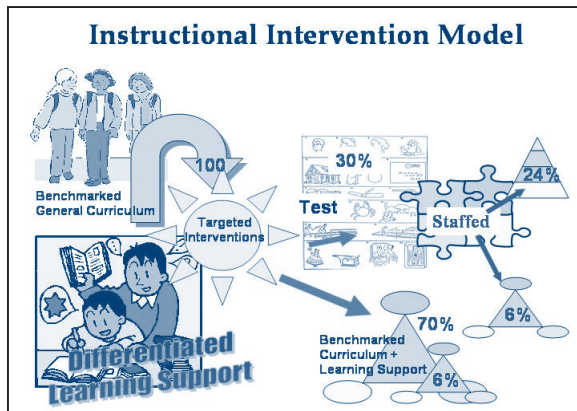 Instructional Intervention Model
100
Benchmarked
General Curriculum
Targeted
Interventions
30%
Test
Staffed
24%
6%
70%
Benchmarked
Curriculum +
Learning Support
6%
Differentiated
Learning Support